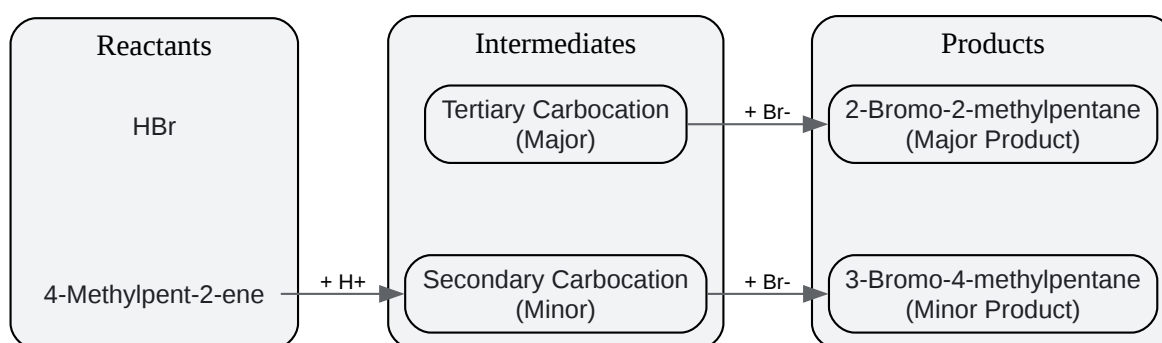 Reactants
HBr
4-Methylpent-2-ene
+ H+
Intermediates
Tertiary Carbocation
(Major)
+ Br-
Secondary Carbocation
(Minor)
+ Br-
Products
2-Bromo-2-methylpentane
(Major Product)
3-Bromo-4-methylpentane
(Minor Product)